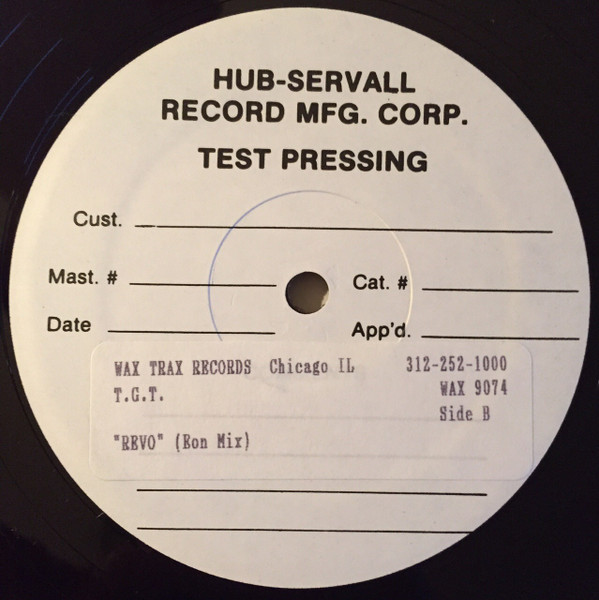 HUB-SERVALL
RECORD MFG. CORP.
TEST PRESSING
Cust.
Mast. # Cat. #
Date App'd.
WAX TRAX RECORDS Chicago IL 312-252-1000
T.G.T. WAX 9074
Side B
"REVO" (Eon Mix)